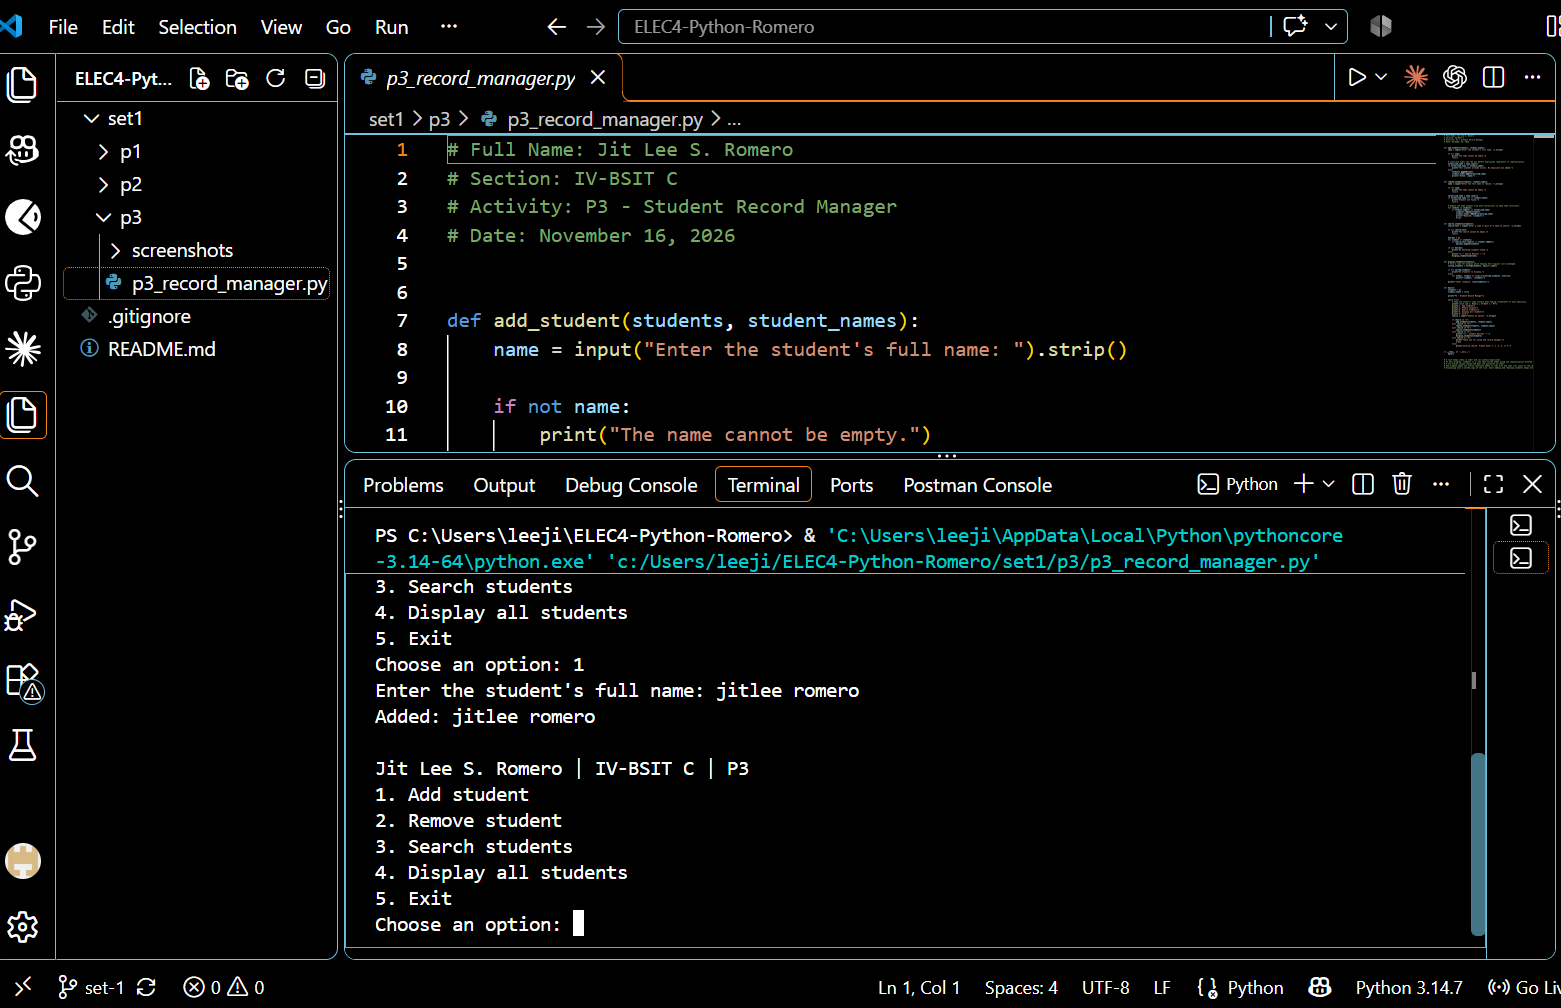 File Edit Selection View Go Run ··· ELEC4-Python-Romero
ELEC4-Pyt...
set1
p1
p2
p3
screenshots
p3_record_manager.py
.gitignore
README.md
p3_record_manager.py
set1 > p3 > p3_record_manager.py > ...
1 # Full Name: Jit Lee S. Romero
2 # Section: IV-BSIT C
3 # Activity: P3 - Student Record Manager
4 # Date: November 16, 2026
5
6
7 def add_student(students, student_names):
8 name = input("Enter the student's full name: ").strip()
9
10 if not name:
11 print("The name cannot be empty.")
Problems Output Debug Console Terminal Ports Postman Console Python
PS C:\Users\leeji\ELEC4-Python-Romero> & 'C:\Users\leeji\AppData\Local\Python\pythoncore
-3.14-64\python.exe' 'c:/Users/leeji/ELEC4-Python-Romero/set1/p3/p3_record_manager.py'
3. Search students
4. Display all students
5. Exit
Choose an option: 1
Enter the student's full name: jitlee romero
Added: jitlee romero
Jit Lee S. Romero | IV-BSIT C | P3
1. Add student
2. Remove student
3. Search students
4. Display all students
5. Exit
Choose an option:
set-1 0 0 Ln 1, Col 1 Spaces: 4 UTF-8 LF Python Python 3.14.7 Go